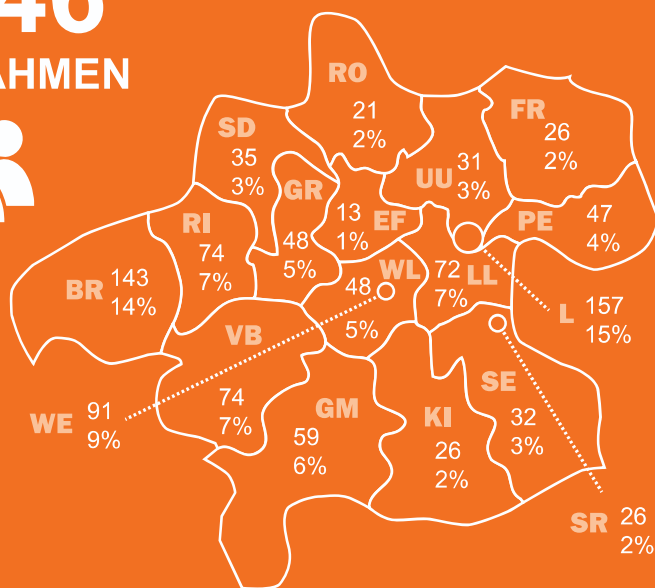 46
AHMEN
RO
21
2%
FR
26
2%
SD
35
3%
UU
31
3%
GR
48
5%
EF
13
1%
PE
47
4%
RI
74
7%
BR
143
14%
WL
48
5%
LL
72
7%
L
157
15%
VB
74
7%
WE
91
9%
GM
59
6%
KI
26
2%
SE
32
3%
SR
26
2%